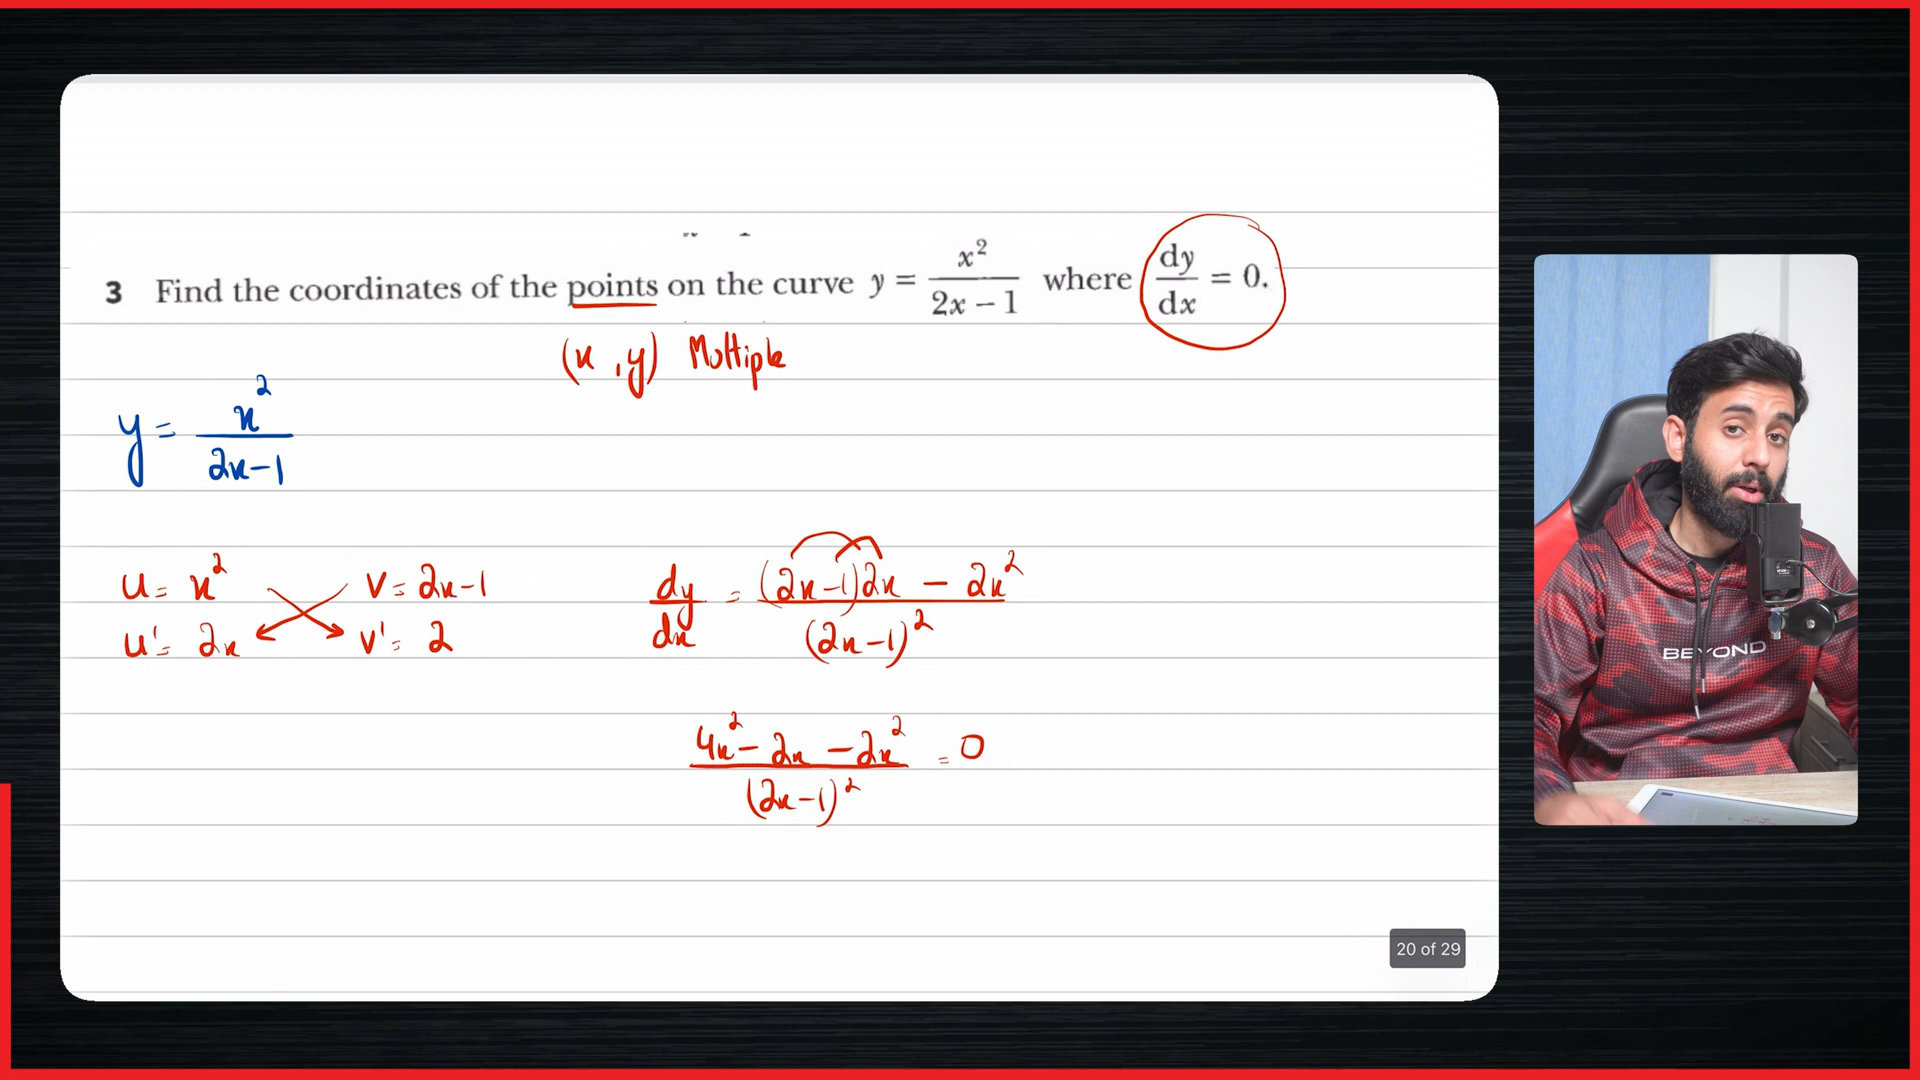 3 Find the coordinates of the points on the curve y = x²/(2x − 1) where dy/dx = 0.
(x, y) Multiple
y = x²/(2x-1)
u = x² v = 2x-1
u' = 2x v' = 2
dy/dx = ((2x-1)2x - 2x²)/(2x-1)²
(4x² - 2x - 2x²)/(2x-1)² = 0
BEYOND
20 of 29